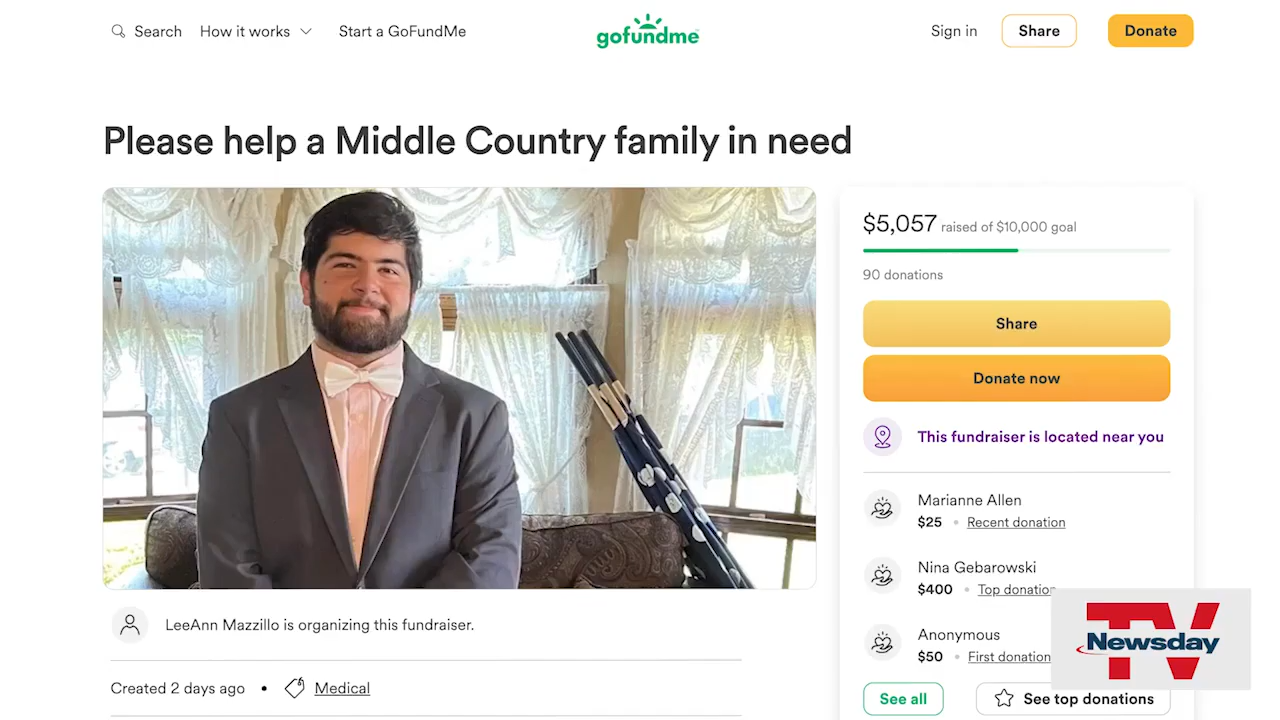 Search How it works Start a GoFundMe gofundme Sign in Share Donate
Please help a Middle Country family in need
$5,057 raised of $10,000 goal
90 donations
Share
Donate now
This fundraiser is located near you
Marianne Allen
$25 • Recent donation
Nina Gebarowski
$400 • Top donation
Anonymous
$50 • First donation
See all See top donations
LeeAnn Mazzillo is organizing this fundraiser.
Created 2 days ago • Medical
TV
Newsday